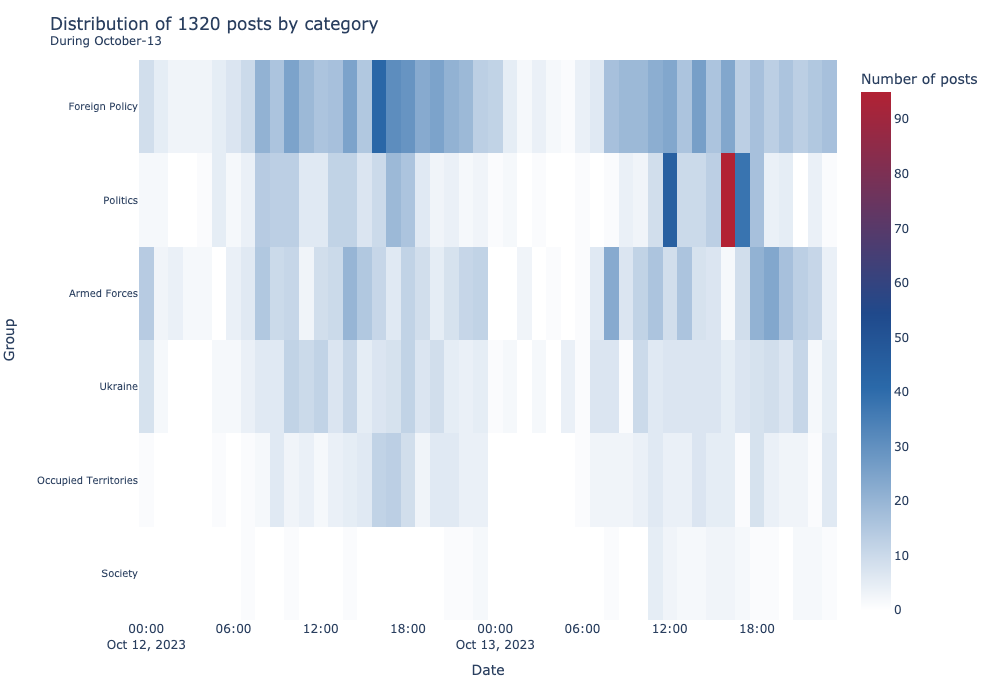 Distribution of 1320 posts by category
During October-13
Number of posts
Foreign Policy
Politics
Armed Forces
Ukraine
Occupied Territories
Society
Group
90
80
70
60
50
40
30
20
10
0
00:00 06:00 12:00 18:00 00:00 06:00 12:00 18:00
Oct 12, 2023 Oct 13, 2023
Date